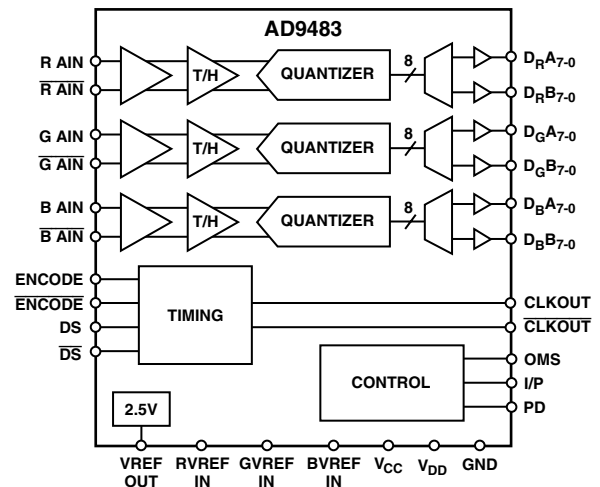 AD9483
R AIN
R AIN
T/H
QUANTIZER
8
DRA7-0
DRB7-0
G AIN
G AIN
T/H
QUANTIZER
8
DGA7-0
DGB7-0
B AIN
B AIN
T/H
QUANTIZER
8
DBA7-0
DBB7-0
ENCODE
ENCODE
DS
DS
TIMING
CLKOUT
CLKOUT
CONTROL
OMS
I/P
PD
2.5V
VREF OUT
RVREF IN
GVREF IN
BVREF IN
VCC
VDD
GND